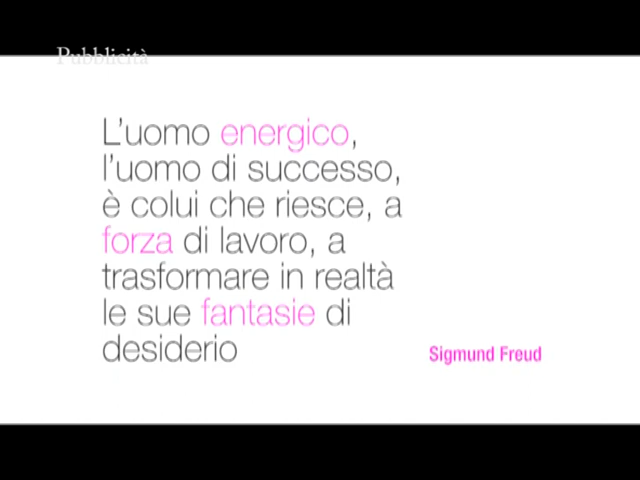 Pubblicità
L'uomo energico,
l'uomo di successo,
è colui che riesce, a
forza di lavoro, a
trasformare in realtà
le sue fantasie di
desiderio
Sigmund Freud